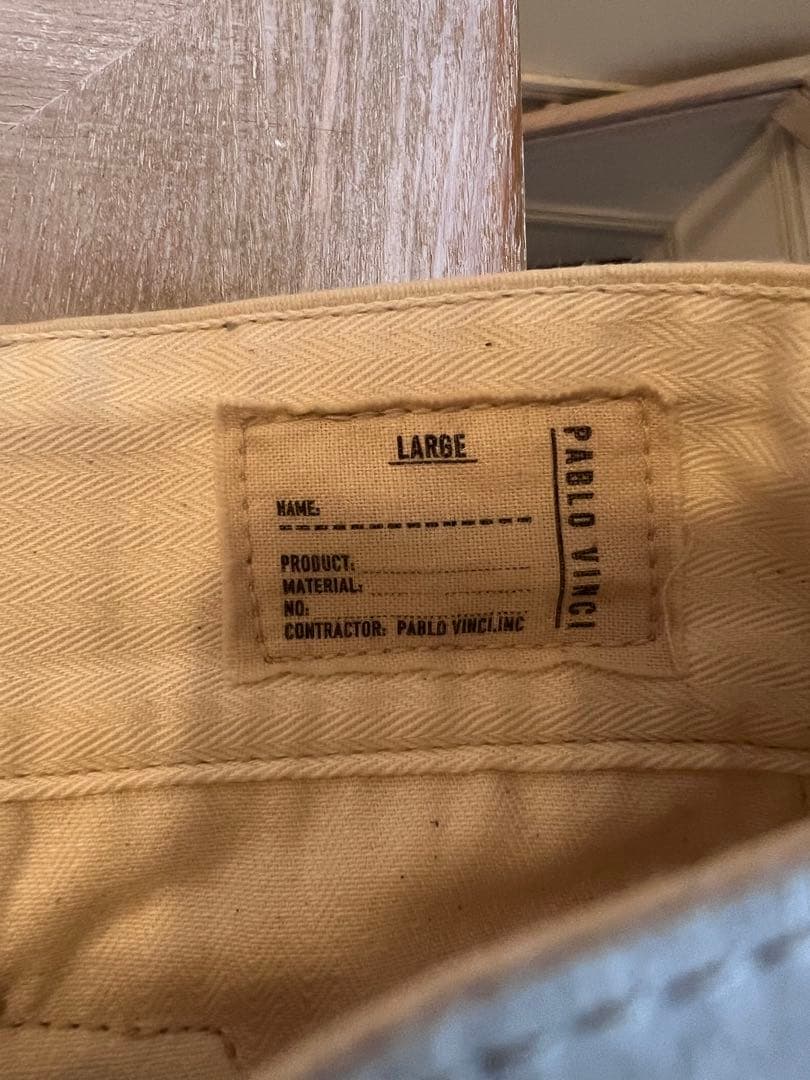 LARGE
NAME:
PRODUCT:
MATERIAL:
NO:
CONTRACTOR: PABLO VINCI.INC
PABLO VINCI